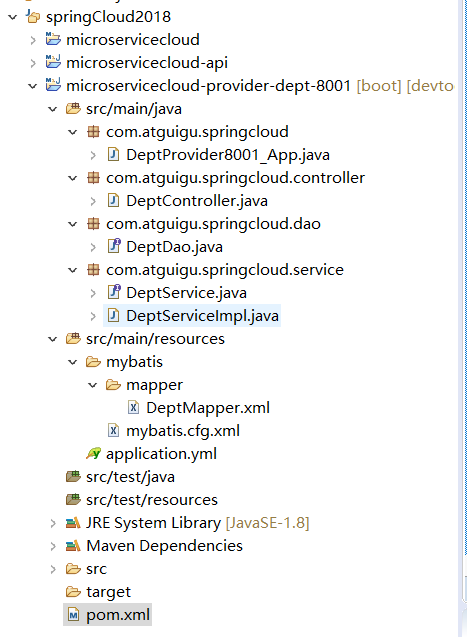 springCloud2018
microservicecloud
microservicecloud-api
microservicecloud-provider-dept-8001 [boot] [devto
src/main/java
com.atguigu.springcloud
DeptProvider8001_App.java
com.atguigu.springcloud.controller
DeptController.java
com.atguigu.springcloud.dao
DeptDao.java
com.atguigu.springcloud.service
DeptService.java
DeptServiceImpl.java
src/main/resources
mybatis
mapper
DeptMapper.xml
mybatis.cfg.xml
application.yml
src/test/java
src/test/resources
JRE System Library [JavaSE-1.8]
Maven Dependencies
src
target
pom.xml